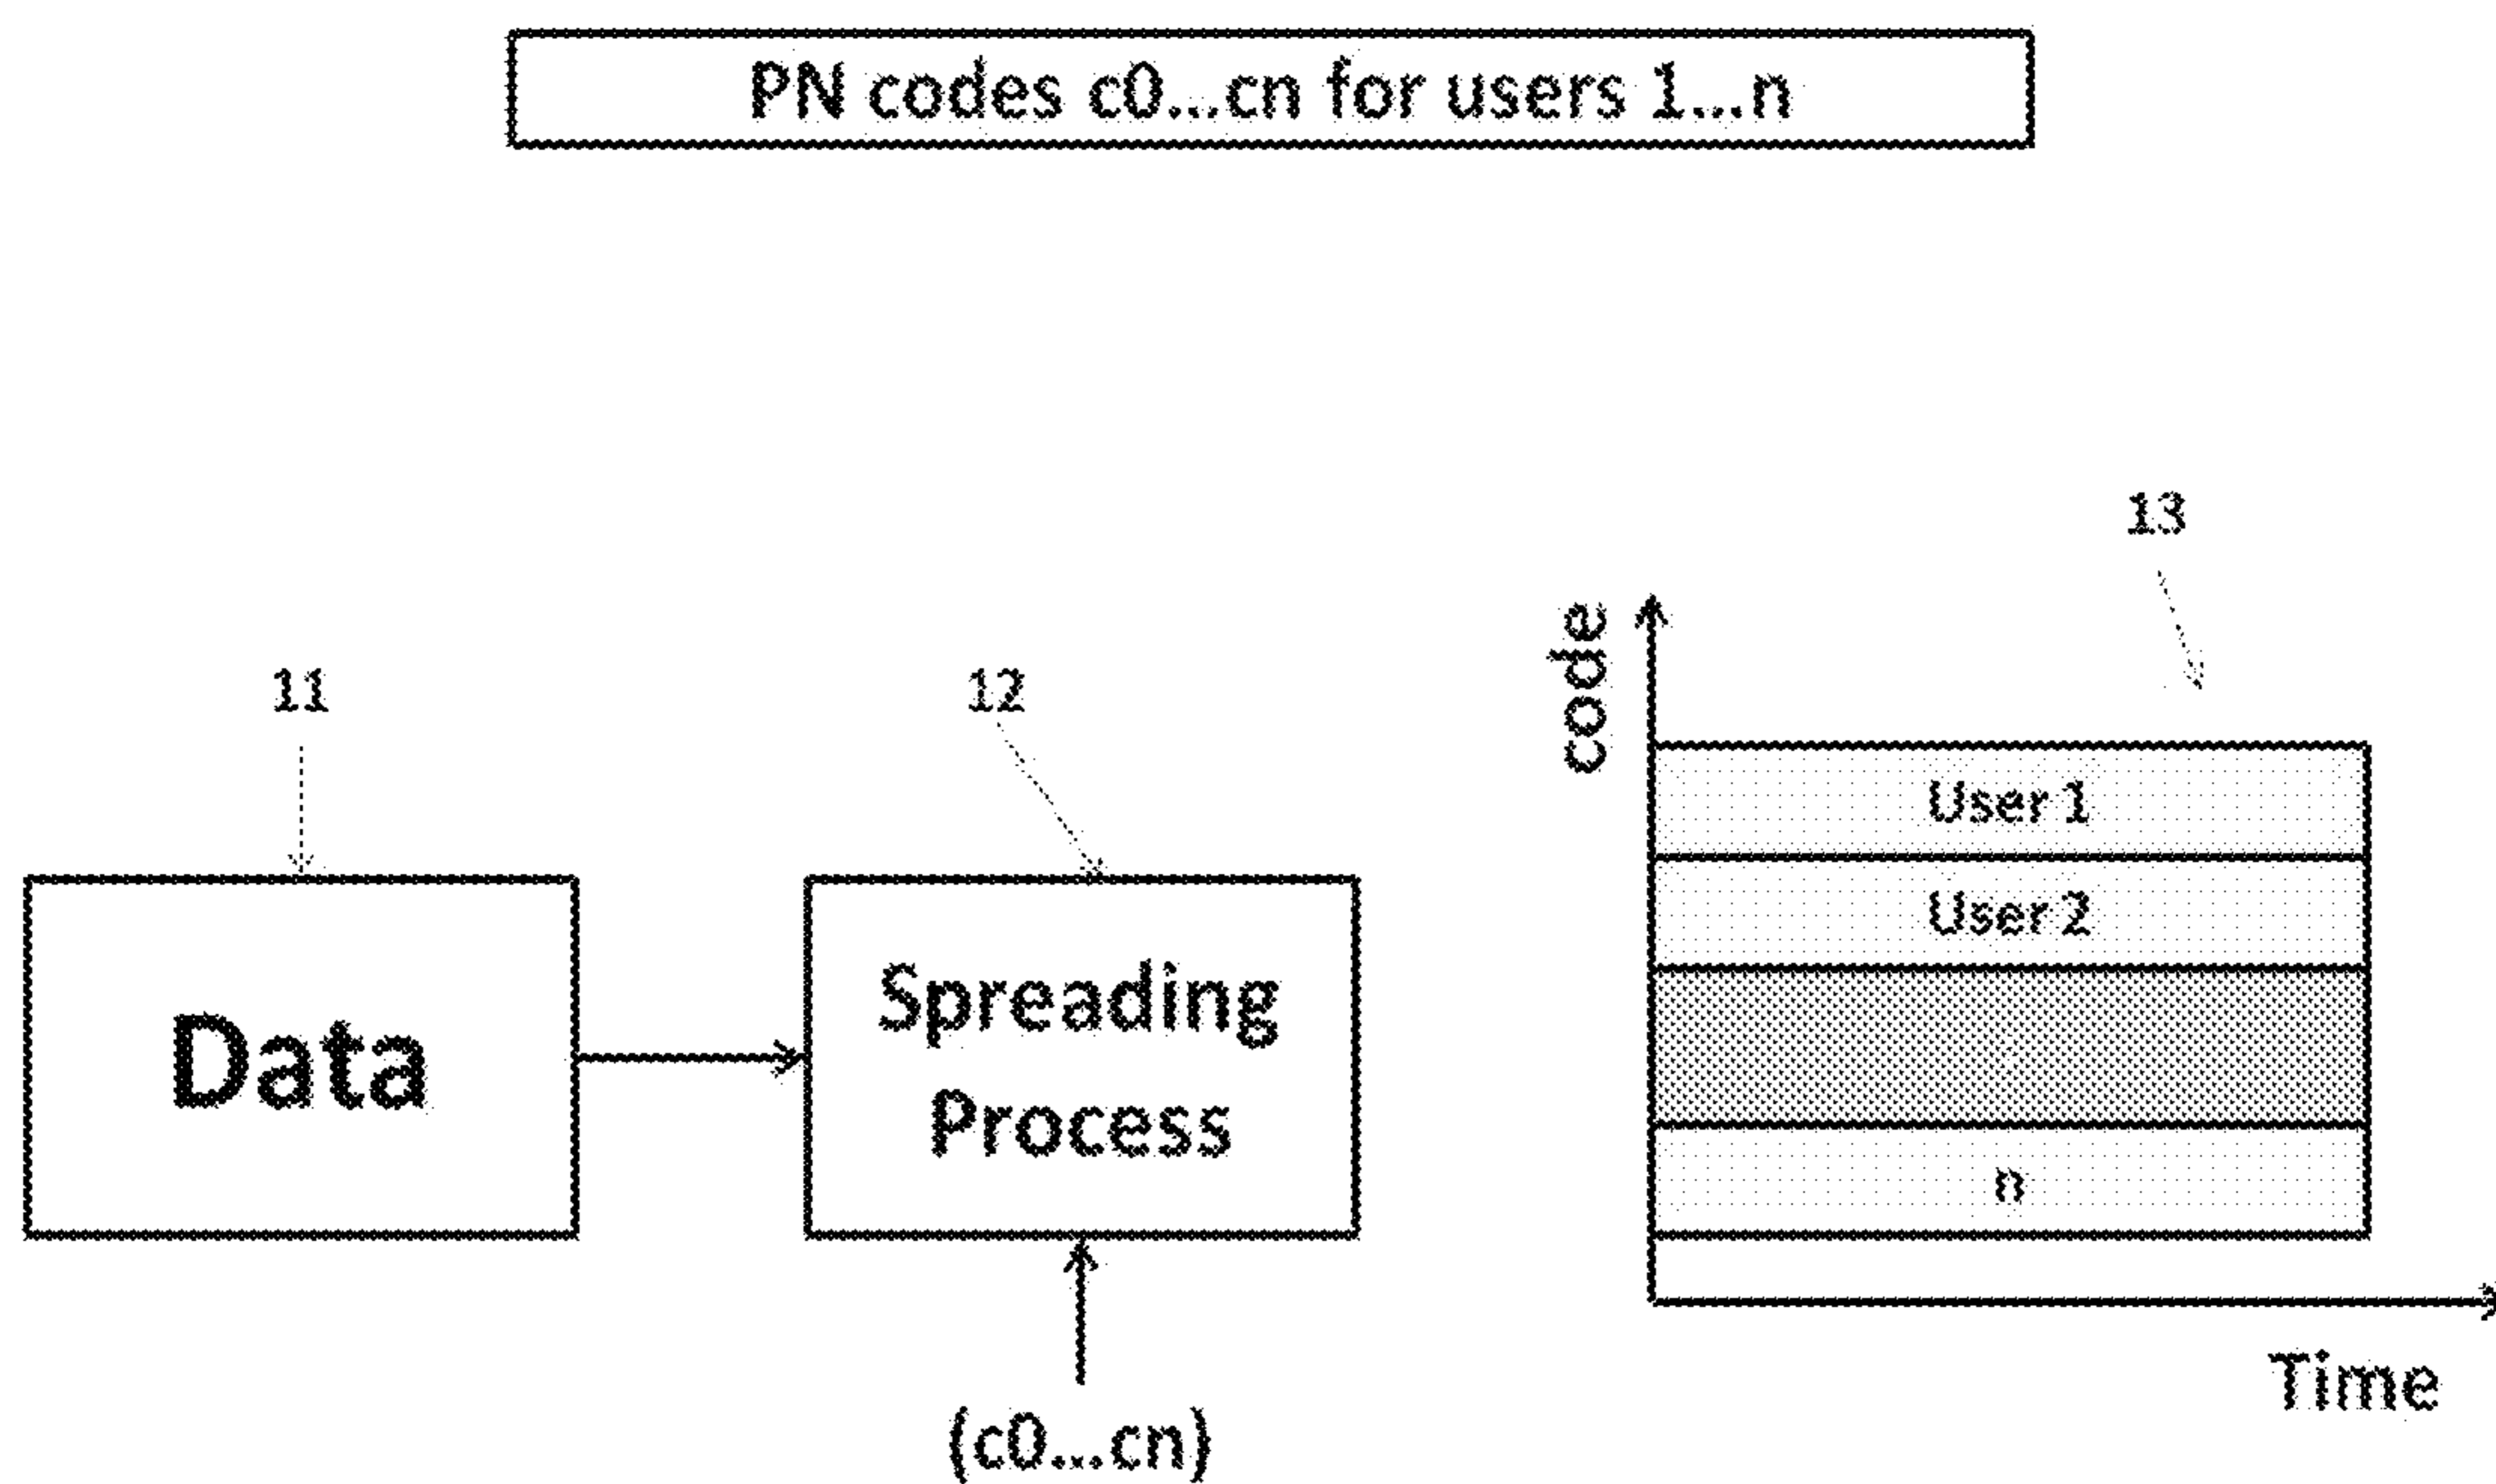 PN codes c0...cn for users 1...n
13
code
11
12
User 1
User 2
Data
Spreading
Process
n
Time
(c0...cn)